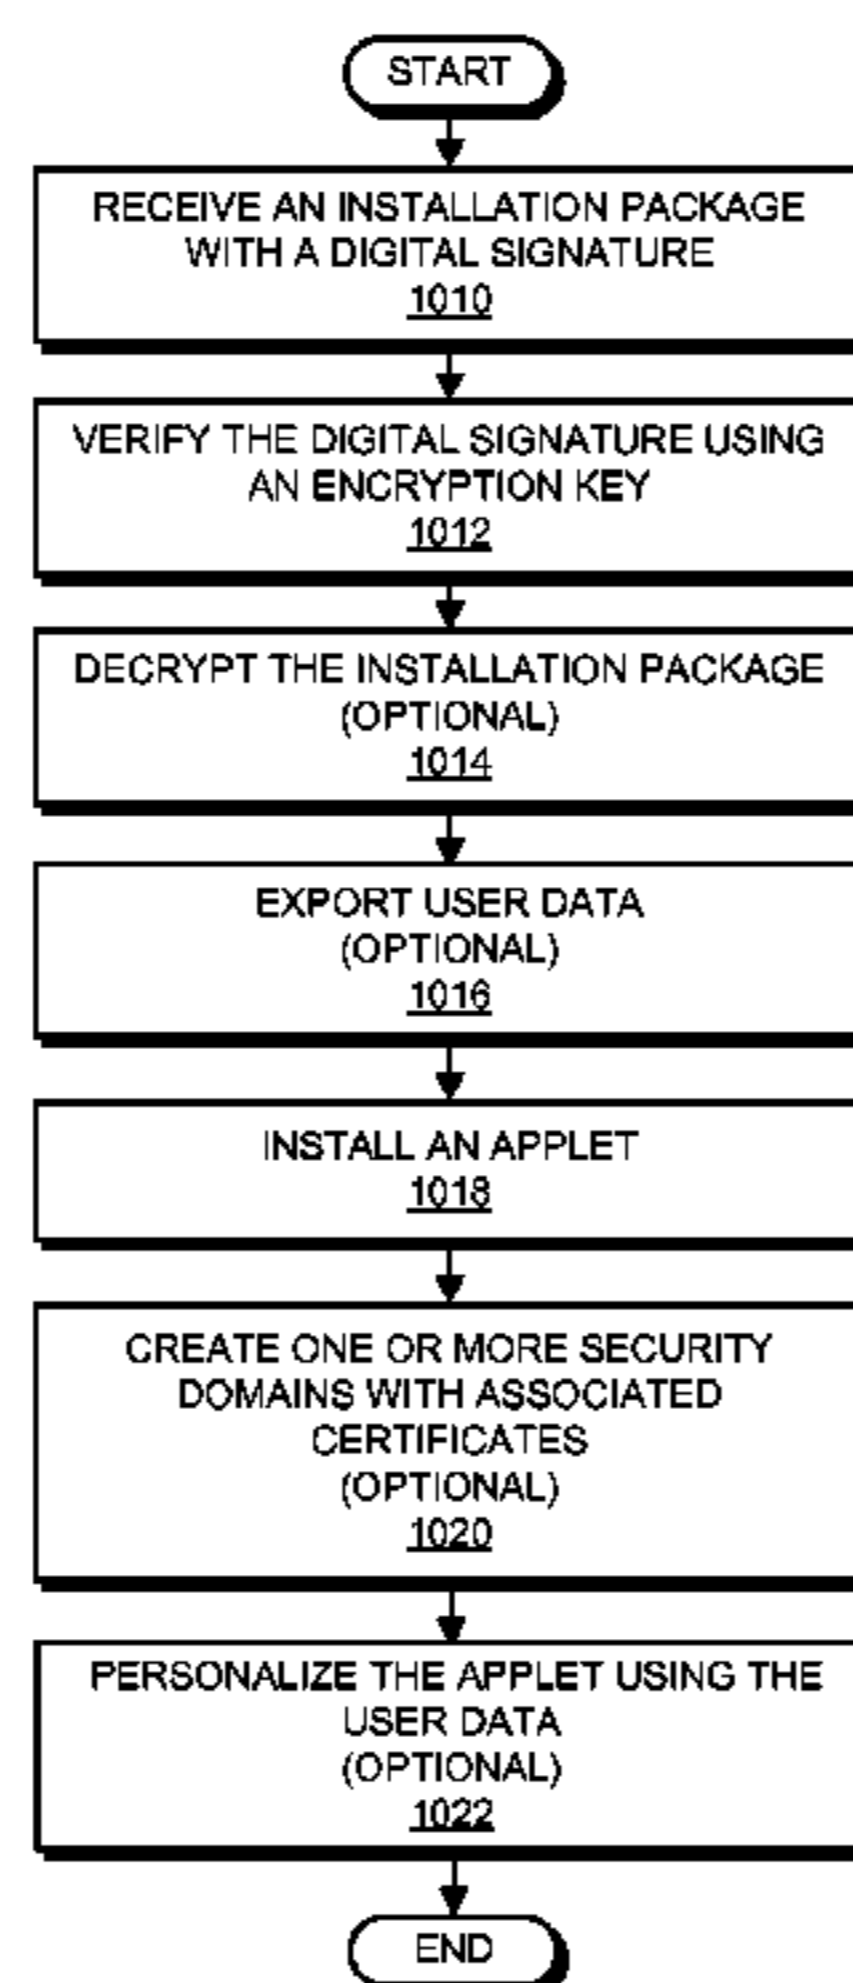 START
RECEIVE AN INSTALLATION PACKAGE
WITH A DIGITAL SIGNATURE
1010
VERIFY THE DIGITAL SIGNATURE USING
AN ENCRYPTION KEY
1012
DECRYPT THE INSTALLATION PACKAGE
(OPTIONAL)
1014
EXPORT USER DATA
(OPTIONAL)
1016
INSTALL AN APPLET
1018
CREATE ONE OR MORE SECURITY
DOMAINS WITH ASSOCIATED
CERTIFICATES
(OPTIONAL)
1020
PERSONALIZE THE APPLET USING THE
USER DATA
(OPTIONAL)
1022
END